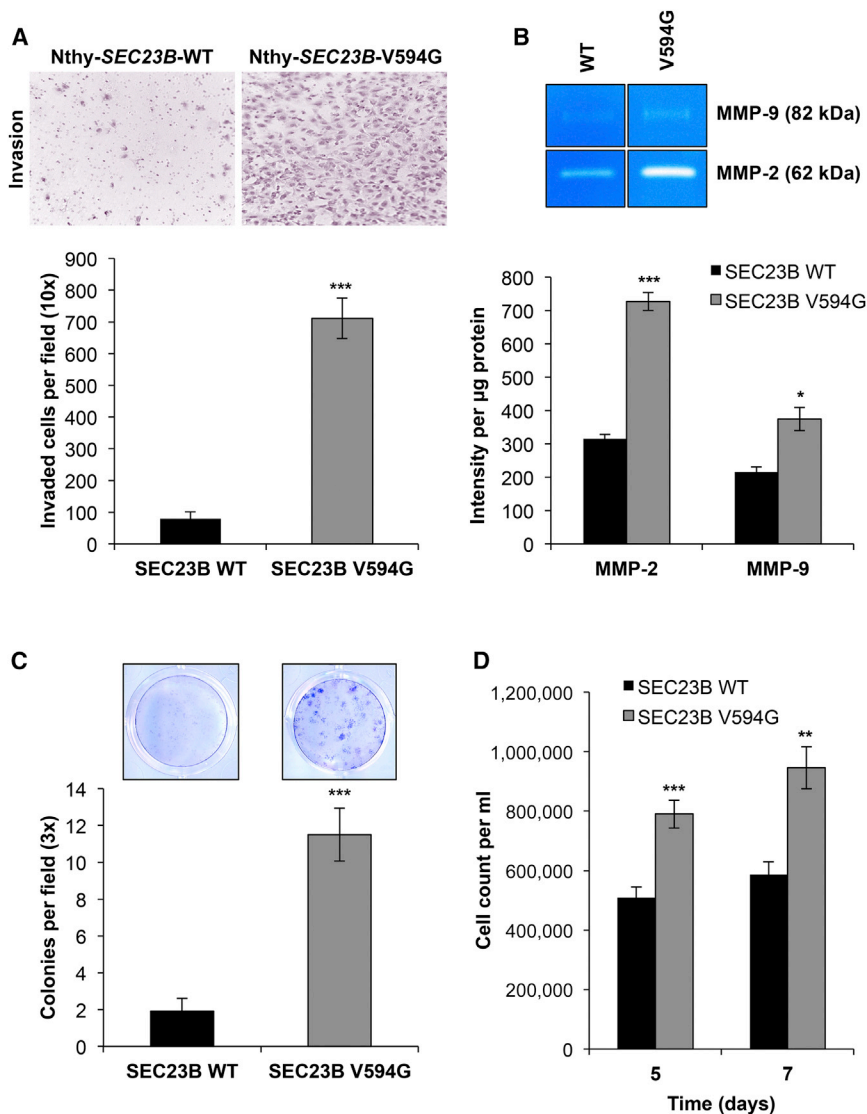 A
Nthy-SEC23B-WT Nthy-SEC23B-V594G
Invasion
Invaded cells per field (10x)
900
800
700
600
500
400
300
200
100
0
***
SEC23B WT SEC23B V594G
B
WT V594G
MMP-9 (82 kDa)
MMP-2 (62 kDa)
Intensity per µg protein
800
700
600
500
400
300
200
100
0
SEC23B WT
SEC23B V594G
***
*
MMP-2 MMP-9
C
Colonies per field (3x)
14
12
10
8
6
4
2
0
***
SEC23B WT SEC23B V594G
D
Cell count per ml
1,200,000
1,000,000
800,000
600,000
400,000
200,000
0
SEC23B WT
SEC23B V594G
***
**
5 7
Time (days)